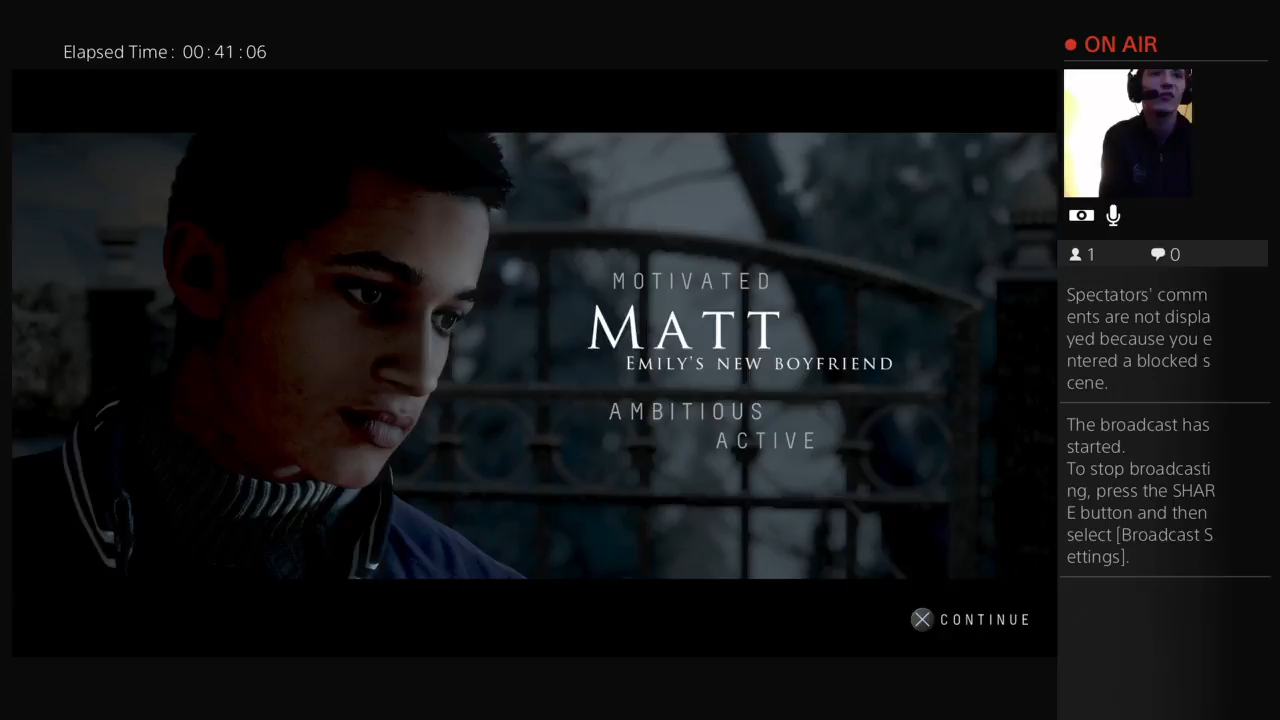 Elapsed Time: 00:41:06
ON AIR
MOTIVATED
MATT
EMILY'S NEW BOYFRIEND
AMBITIOUS
ACTIVE
CONTINUE
1
0
Spectators' comm
ents are not displa
yed because you e
ntered a blocked s
cene.
The broadcast has
started.
To stop broadcasti
ng, press the SHAR
E button and then
select [Broadcast S
ettings].